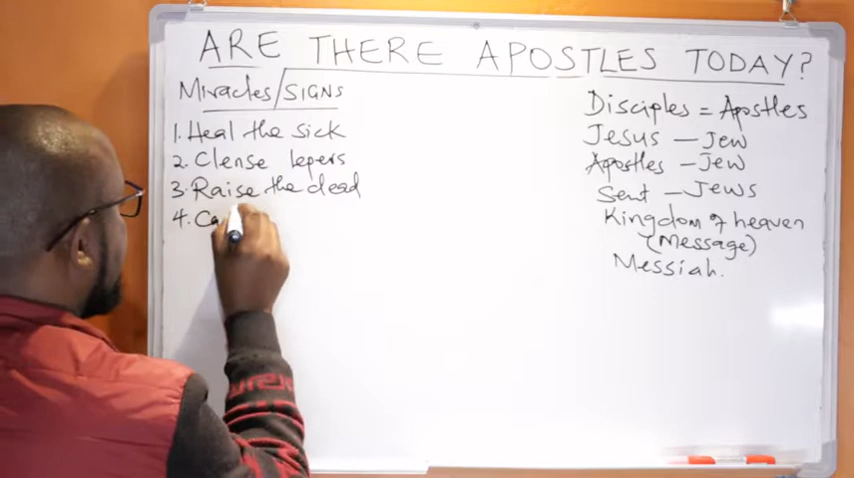 ARE THERE APOSTLES TODAY?
Miracles/SIGNS
1. Heal the sick
2. Clense lepers
3. Raise the dead
4. Ca
Disciples = Apostles
Jesus — Jew
Apostles — Jew
Sent — Jews
Kingdom of heaven
(Message)
Messiah.